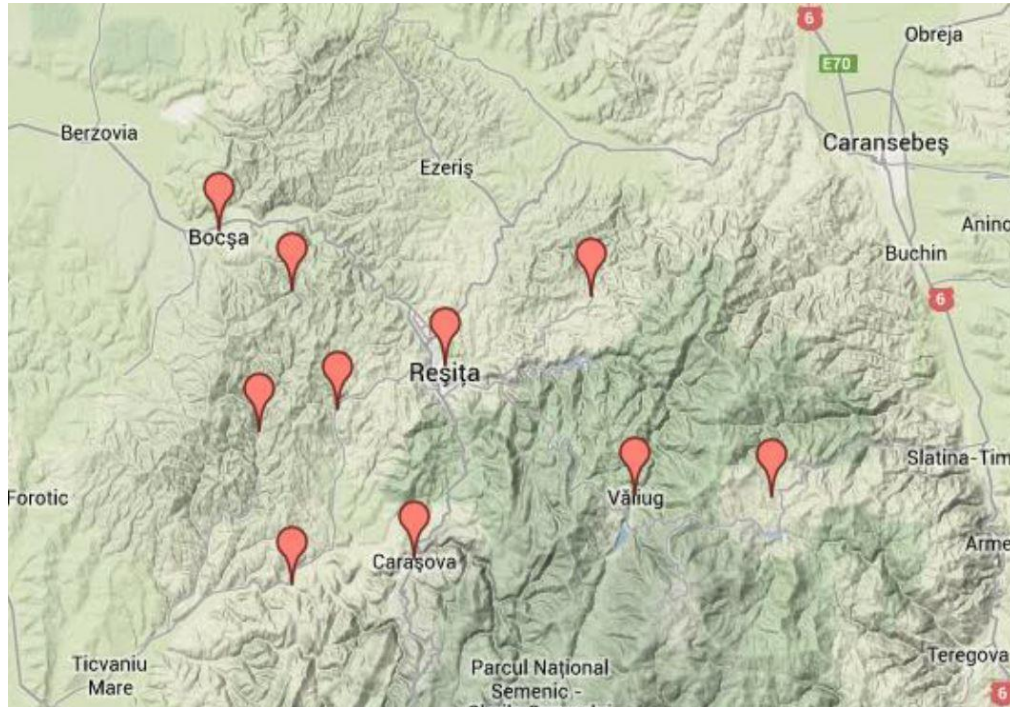 6
Obreja
E70
Berzovia
Caransebeş
Ezeriş
Anino
Bocşa
Buchin
6
Reşiţa
Slatina-Tim
Forotic
Văliug
Arme
Caraşova
Ticvaniu
Mare
Parcul Naţional
Semenic -
Teregova
6